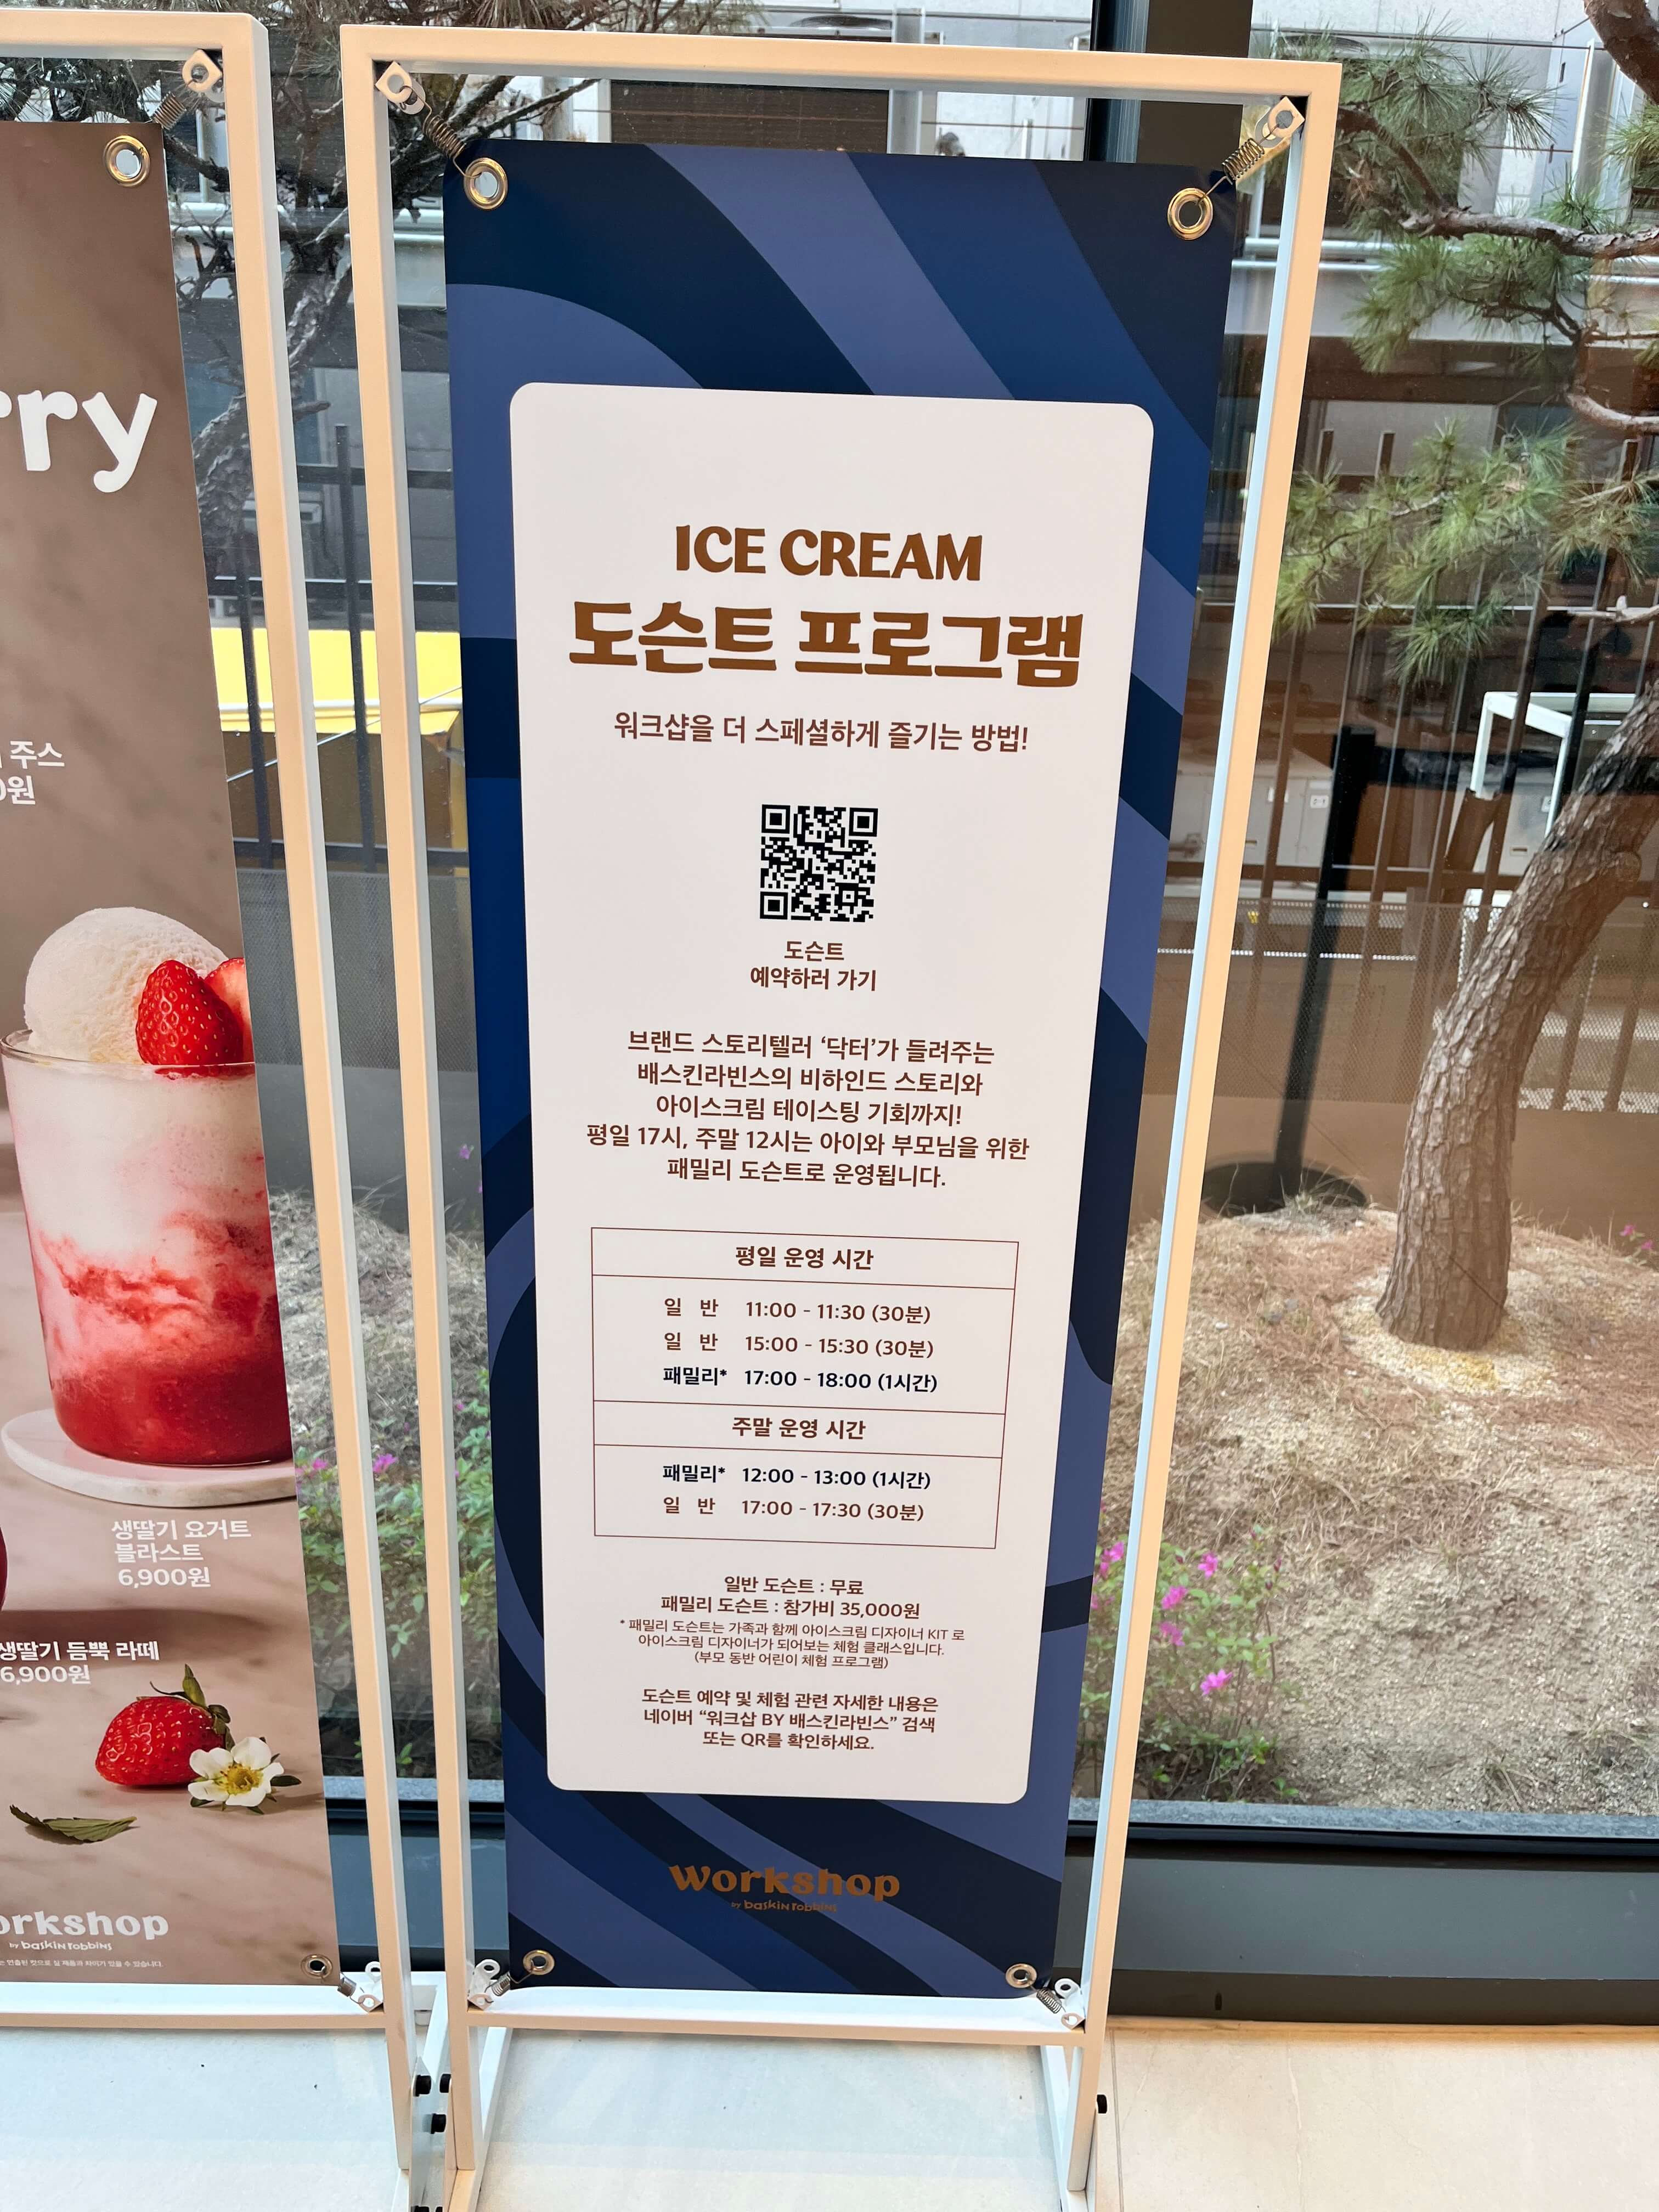 rry
주스
0원
생딸기 요거트
블라스트
6,900원
생딸기 듬뿍 라떼
6,900원
orkshop
by baskin robbins
ICE CREAM
도슨트 프로그램
워크샵을 더 스페셜하게 즐기는 방법!
도슨트
예약하러 가기
브랜드 스토리텔러 ‘닥터’가 들려주는
배스킨라빈스의 비하인드 스토리와
아이스크림 테이스팅 기회까지!
평일 17시, 주말 12시는 아이와 부모님을 위한
패밀리 도슨트로 운영됩니다.
평일 운영 시간
일 반 11:00 - 11:30 (30분)
일 반 15:00 - 15:30 (30분)
패밀리* 17:00 - 18:00 (1시간)
주말 운영 시간
패밀리* 12:00 - 13:00 (1시간)
일 반 17:00 - 17:30 (30분)
일반 도슨트 : 무료
패밀리 도슨트 : 참가비 35,000원
* 패밀리 도슨트는 가족과 함께 아이스크림 디자이너 KIT 로
아이스크림 디자이너가 되어보는 체험 클래스입니다.
(부모 동반 어린이 체험 프로그램)
도슨트 예약 및 체험 관련 자세한 내용은
네이버 “워크샵 BY 배스킨라빈스” 검색
또는 QR를 확인하세요.
Workshop
by baskin robbins